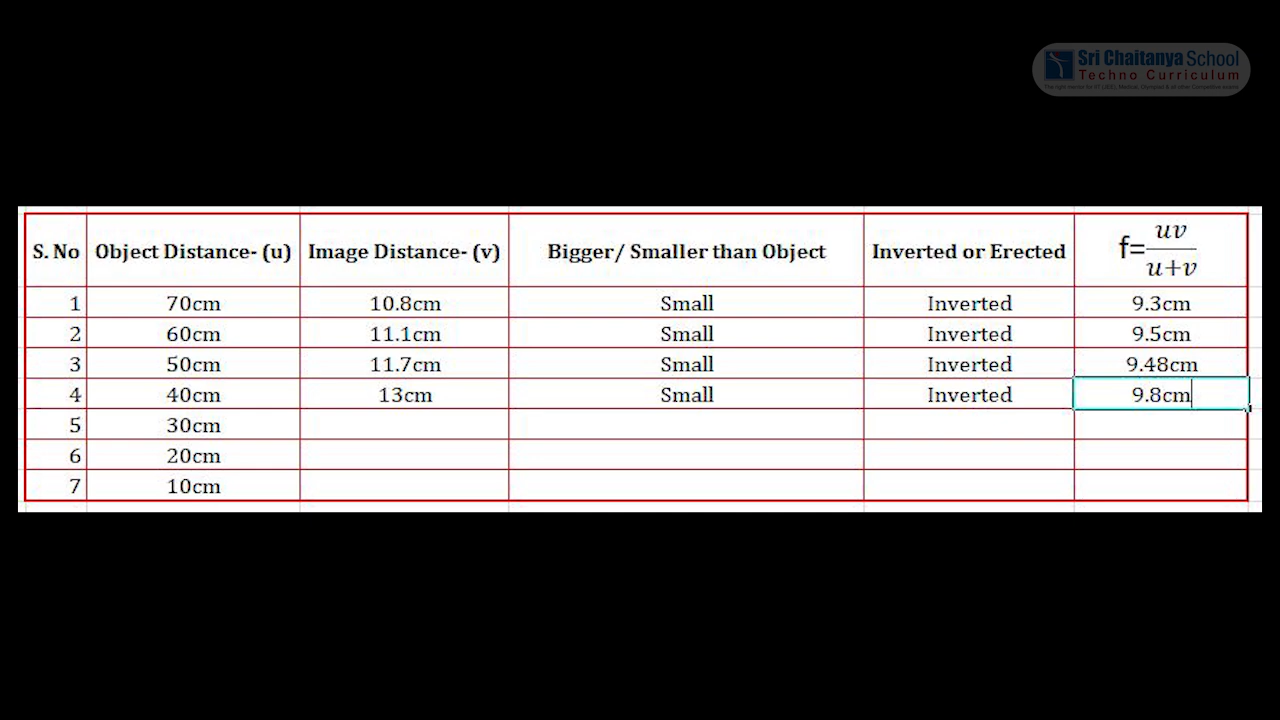 Sri Chaitanya School
Techno Curriculum
S. No Object Distance- (u) Image Distance- (v) Bigger/ Smaller than Object Inverted or Erected f=uv/u+v
1 70cm 10.8cm Small Inverted 9.3cm
2 60cm 11.1cm Small Inverted 9.5cm
3 50cm 11.7cm Small Inverted 9.48cm
4 40cm 13cm Small Inverted 9.8cm
5 30cm
6 20cm
7 10cm